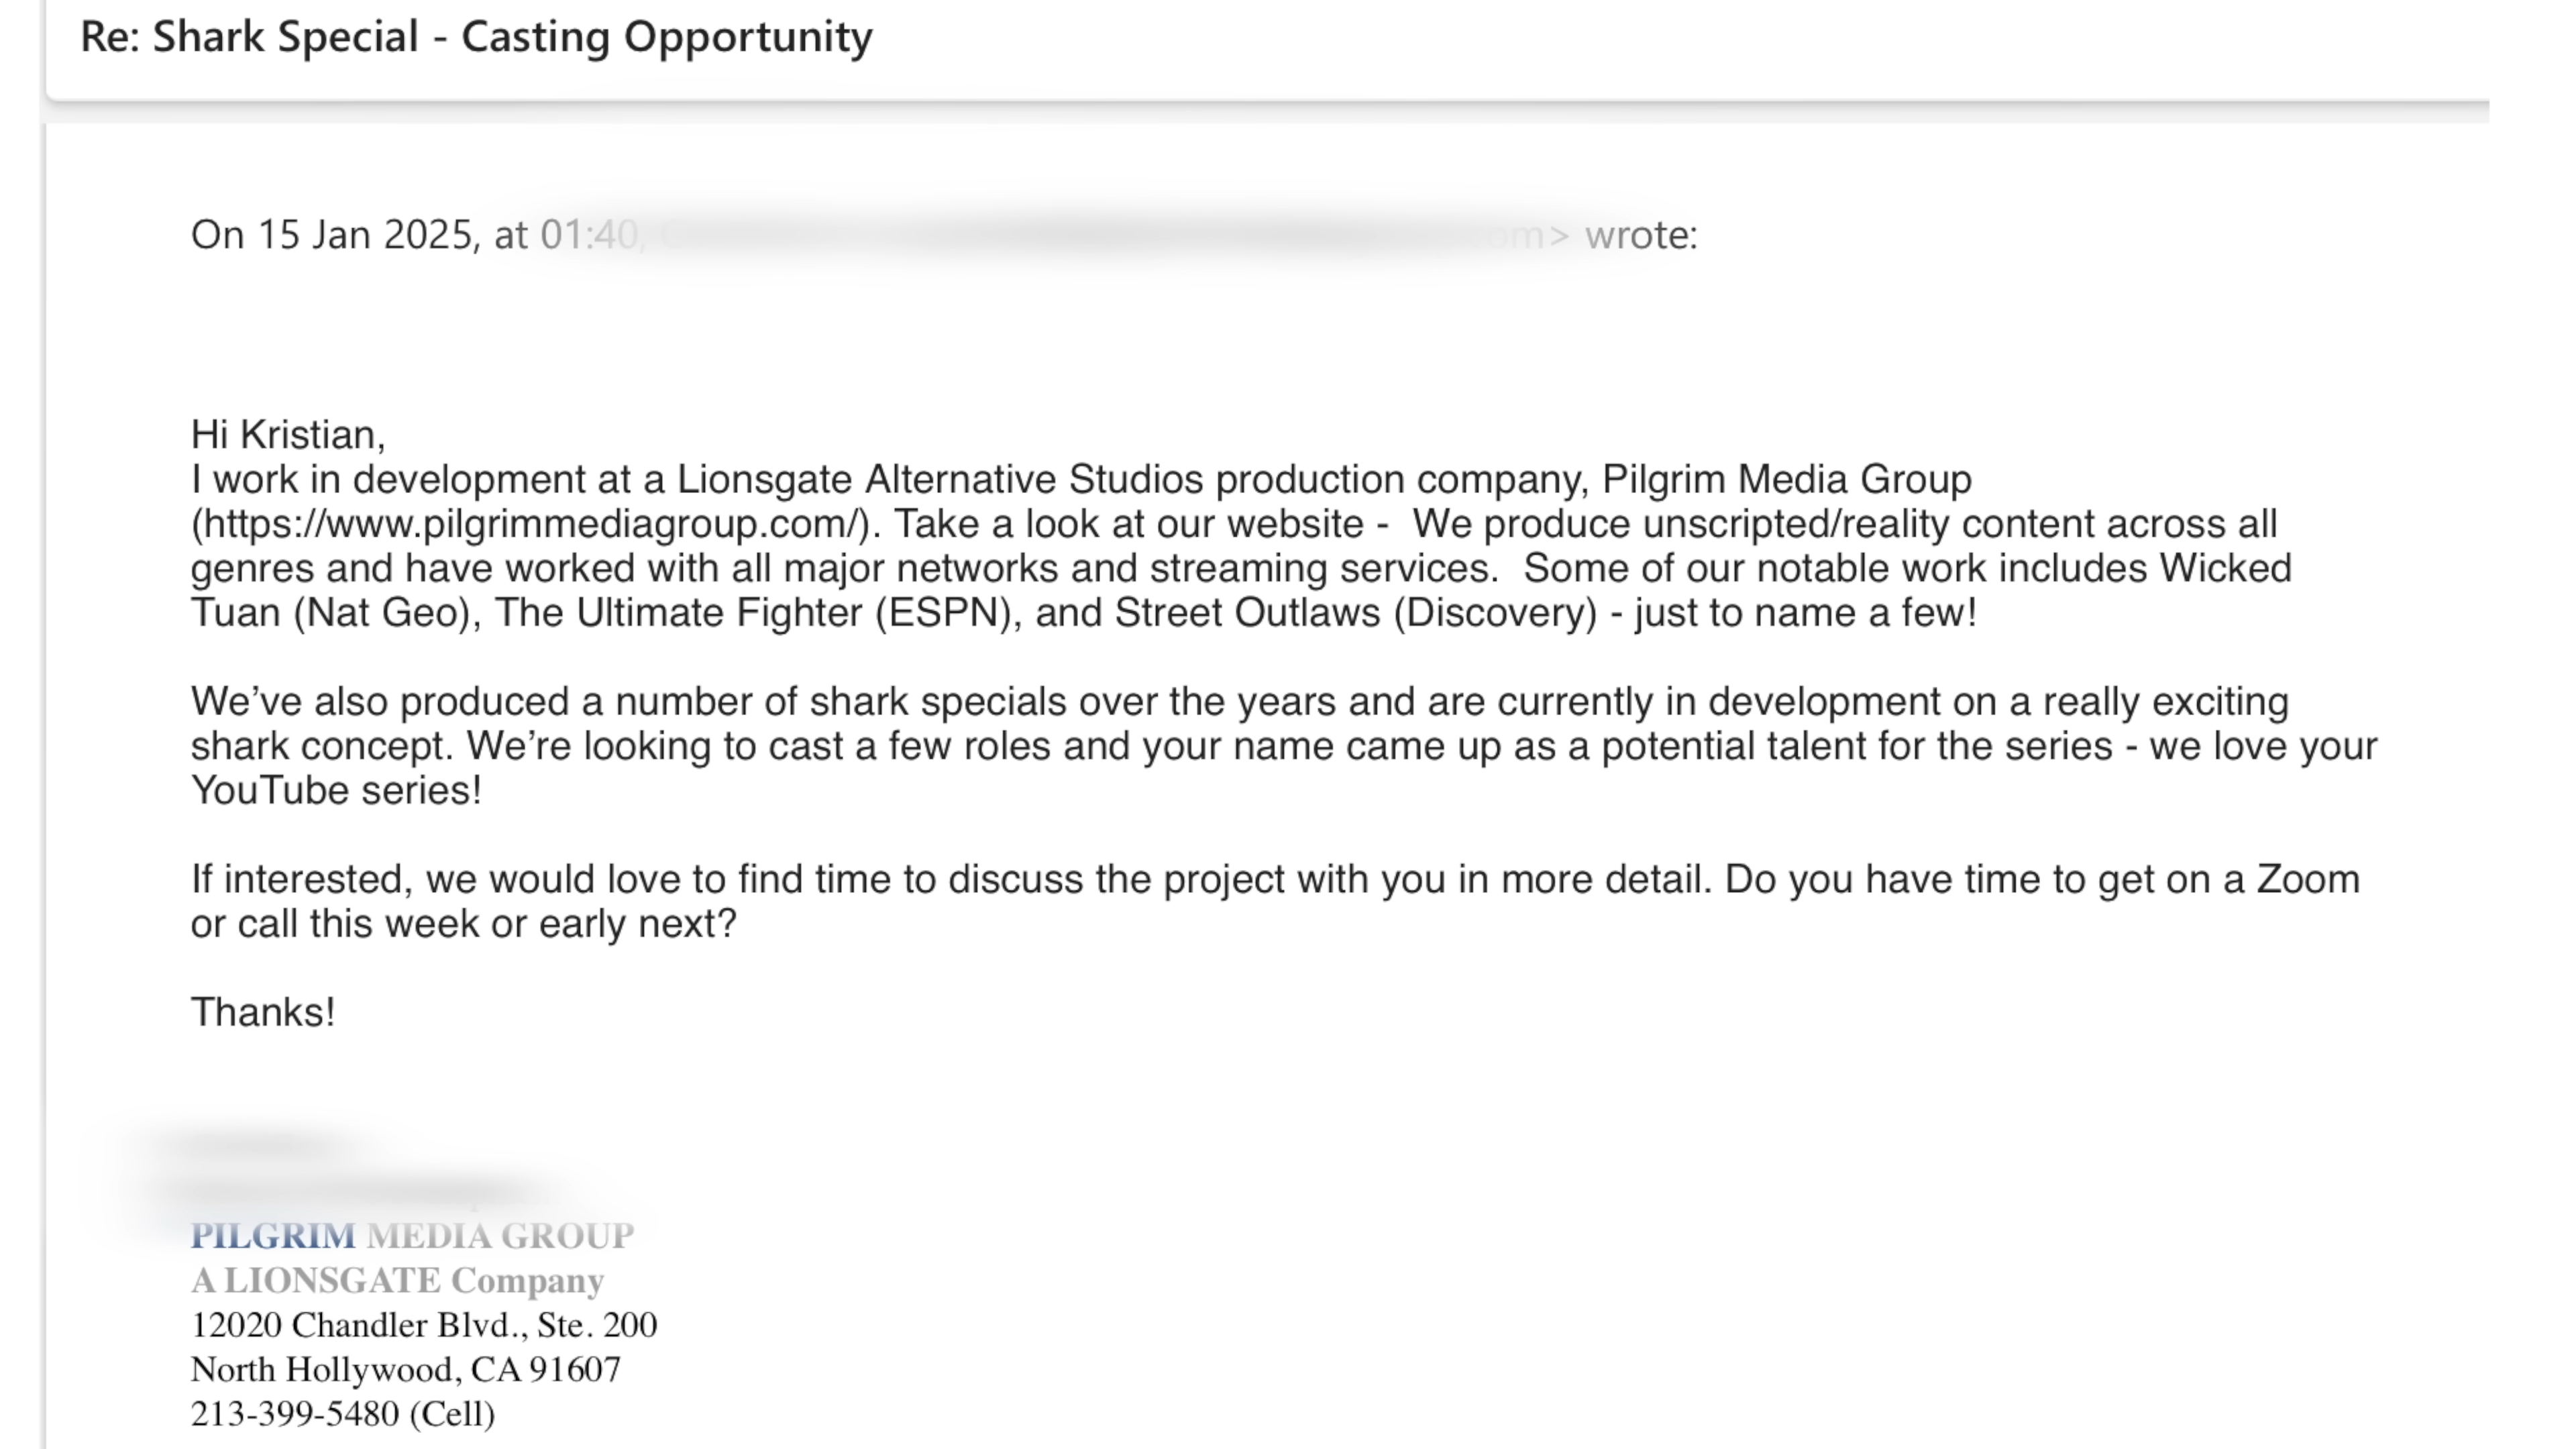 Re: Shark Special - Casting Opportunity
On 15 Jan 2025, at 01:40, wrote:
Hi Kristian,
I work in development at a Lionsgate Alternative Studios production company, Pilgrim Media Group
(https://www.pilgrimmediagroup.com/). Take a look at our website -  We produce unscripted/reality content across all
genres and have worked with all major networks and streaming services.  Some of our notable work includes Wicked
Tuan (Nat Geo), The Ultimate Fighter (ESPN), and Street Outlaws (Discovery) - just to name a few!
We’ve also produced a number of shark specials over the years and are currently in development on a really exciting
shark concept. We’re looking to cast a few roles and your name came up as a potential talent for the series - we love your
YouTube series!
If interested, we would love to find time to discuss the project with you in more detail. Do you have time to get on a Zoom
or call this week or early next?
Thanks!
PILGRIM MEDIA GROUP
A LIONSGATE Company
12020 Chandler Blvd., Ste. 200
North Hollywood, CA 91607
213-399-5480 (Cell)